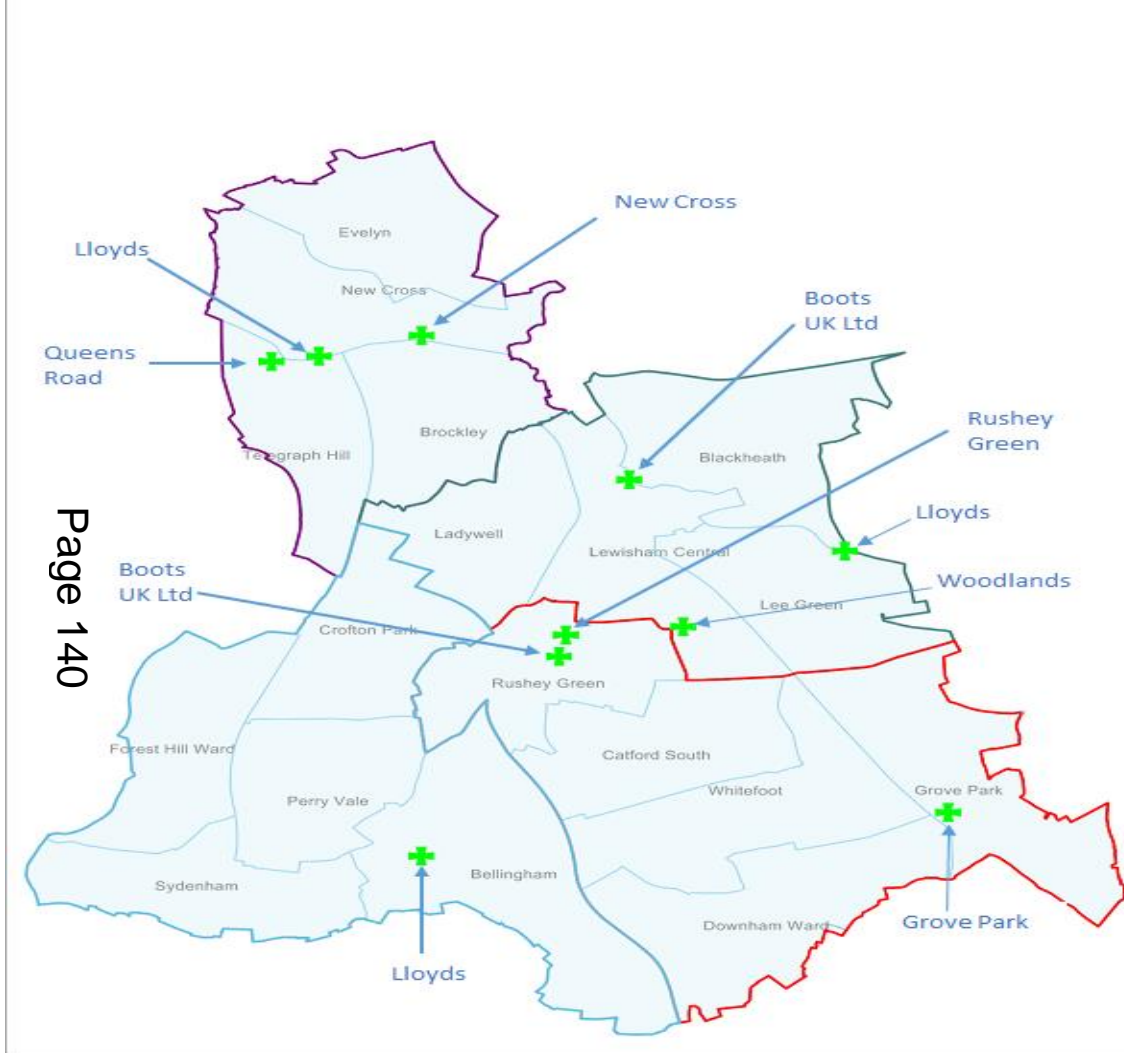 New Cross
Evelyn
Lloyds
New Cross
Boots
UK Ltd
Queens
Road
Rushey
Green
Brockley
Telegraph Hill
Blackheath
Page 140
Lloyds
Ladywell
Lewisham Central
Boots
UK Ltd
Woodlands
Lee Green
Crofton Park
Rushey Green
Forest Hill Ward
Catford South
Whitefoot
Grove Park
Perry Vale
Bellingham
Sydenham
Downham Ward
Grove Park
Lloyds